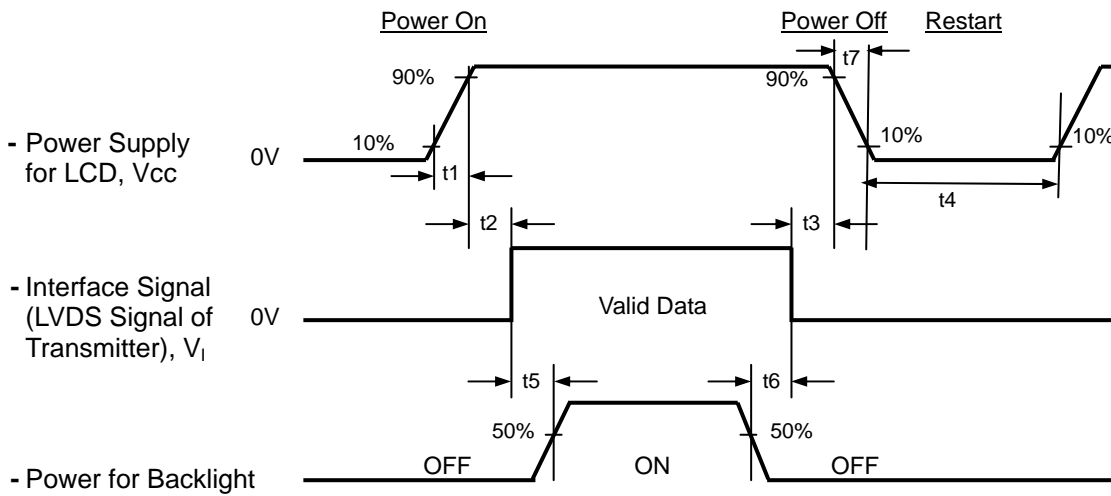 Power On
Power Off
Restart
t7
90%
90%
- Power Supply
for LCD, Vcc
0V
10%
10%
10%
t1
t4
t2
t3
- Interface Signal
(LVDS Signal of
Transmitter), VI
0V
Valid Data
t5
t6
50%
50%
- Power for Backlight
OFF
ON
OFF